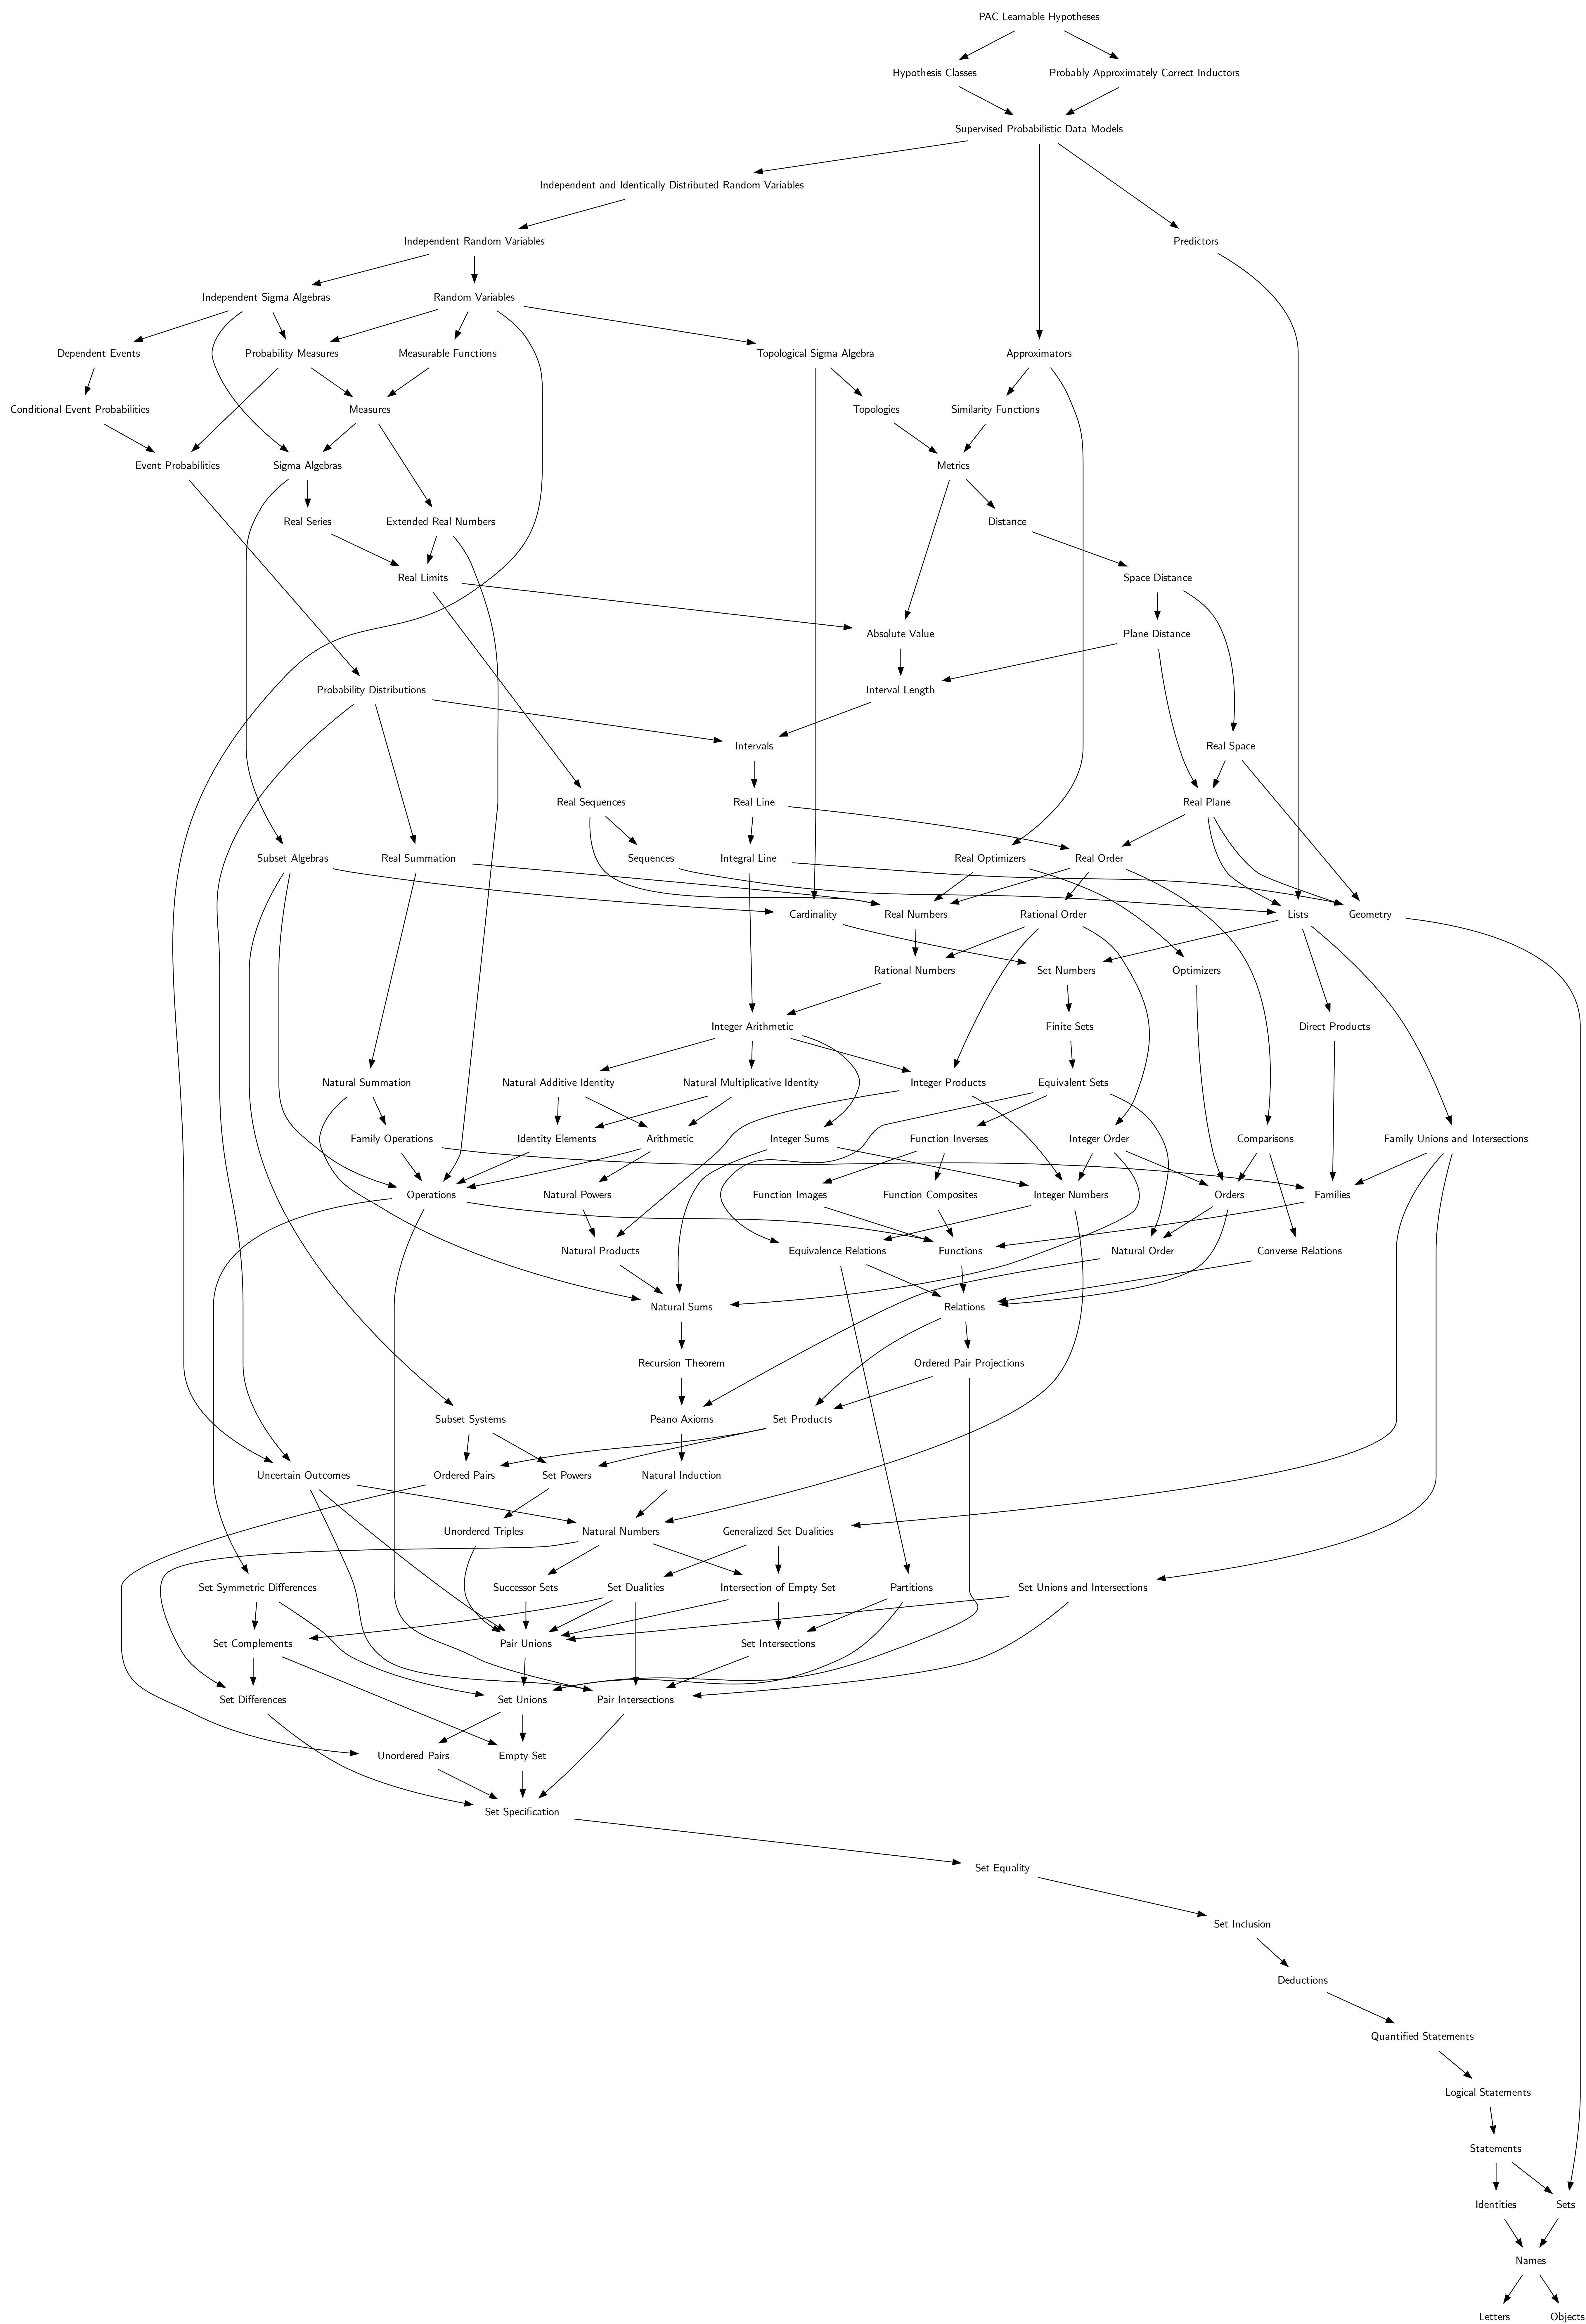 PAC Learnable Hypotheses
Hypothesis Classes
Probably Approximately Correct Inductors
Supervised Probabilistic Data Models
Independent and Identically Distributed Random Variables
Independent Random Variables
Predictors
Independent Sigma Algebras
Random Variables
Dependent Events
Probability Measures
Measurable Functions
Topological Sigma Algebra
Approximators
Conditional Event Probabilities
Measures
Topologies
Similarity Functions
Event Probabilities
Sigma Algebras
Metrics
Real Series
Extended Real Numbers
Distance
Real Limits
Space Distance
Absolute Value
Plane Distance
Probability Distributions
Interval Length
Intervals
Real Space
Real Sequences
Real Line
Real Plane
Subset Algebras
Real Summation
Sequences
Integral Line
Real Optimizers
Real Order
Cardinality
Real Numbers
Rational Order
Lists
Geometry
Rational Numbers
Set Numbers
Optimizers
Integer Arithmetic
Finite Sets
Direct Products
Natural Summation
Natural Additive Identity
Natural Multiplicative Identity
Integer Products
Equivalent Sets
Family Operations
Identity Elements
Arithmetic
Integer Sums
Function Inverses
Integer Order
Comparisons
Family Unions and Intersections
Operations
Natural Powers
Function Images
Function Composites
Integer Numbers
Orders
Families
Natural Products
Equivalence Relations
Functions
Natural Order
Converse Relations
Natural Sums
Relations
Recursion Theorem
Ordered Pair Projections
Subset Systems
Peano Axioms
Set Products
Uncertain Outcomes
Ordered Pairs
Set Powers
Natural Induction
Unordered Triples
Natural Numbers
Generalized Set Dualities
Set Symmetric Differences
Successor Sets
Set Dualities
Intersection of Empty Set
Partitions
Set Unions and Intersections
Set Complements
Pair Unions
Set Intersections
Set Differences
Set Unions
Pair Intersections
Unordered Pairs
Empty Set
Set Specification
Set Equality
Set Inclusion
Deductions
Quantified Statements
Logical Statements
Statements
Identities
Sets
Names
Letters
Objects